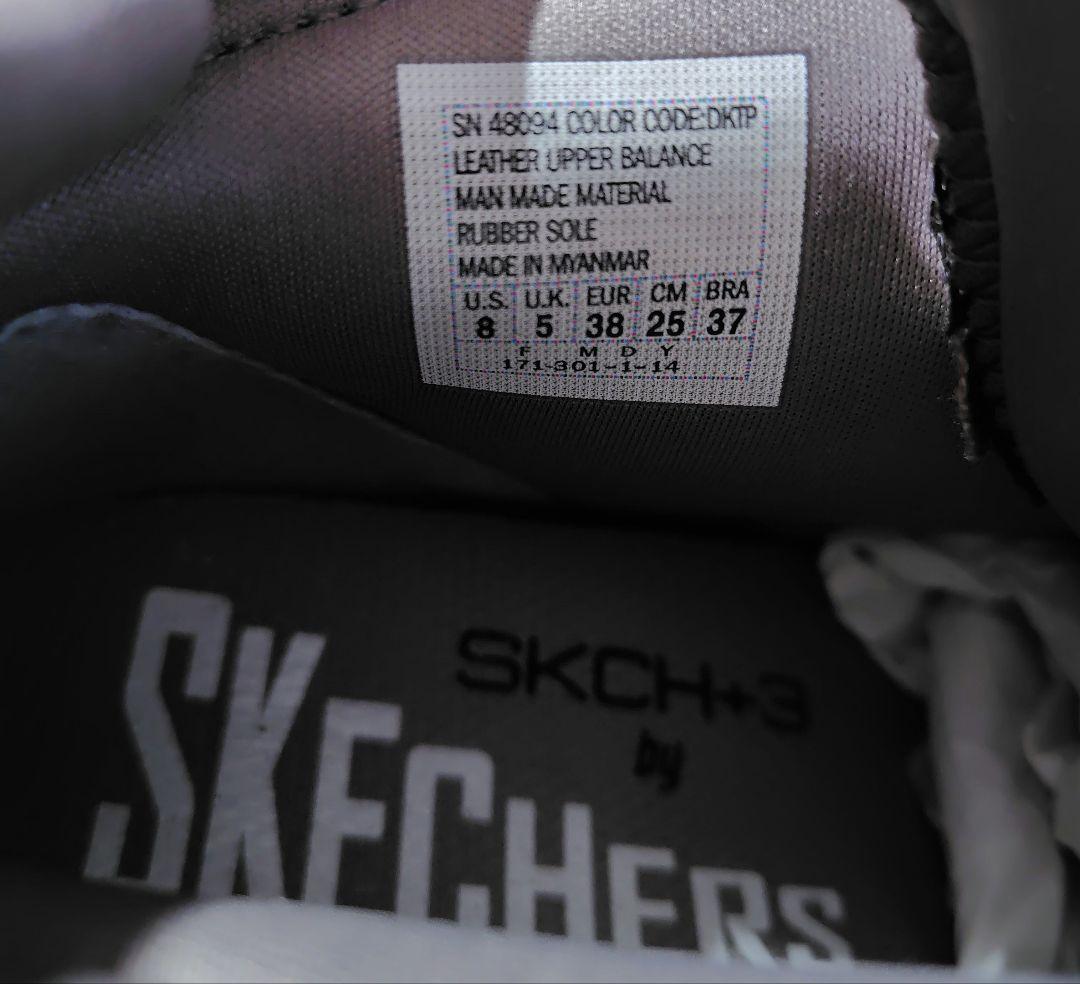 SN 48094 COLOR CODE:DKTP
LEATHER UPPER BALANCE
MAN MADE MATERIAL
RUBBER SOLE
MADE IN MYANMAR
U.S. U.K. EUR CM BRA
8 5 38 25 37
F M D Y
171-301-1-14
SKCH+3
by
SKECHERS